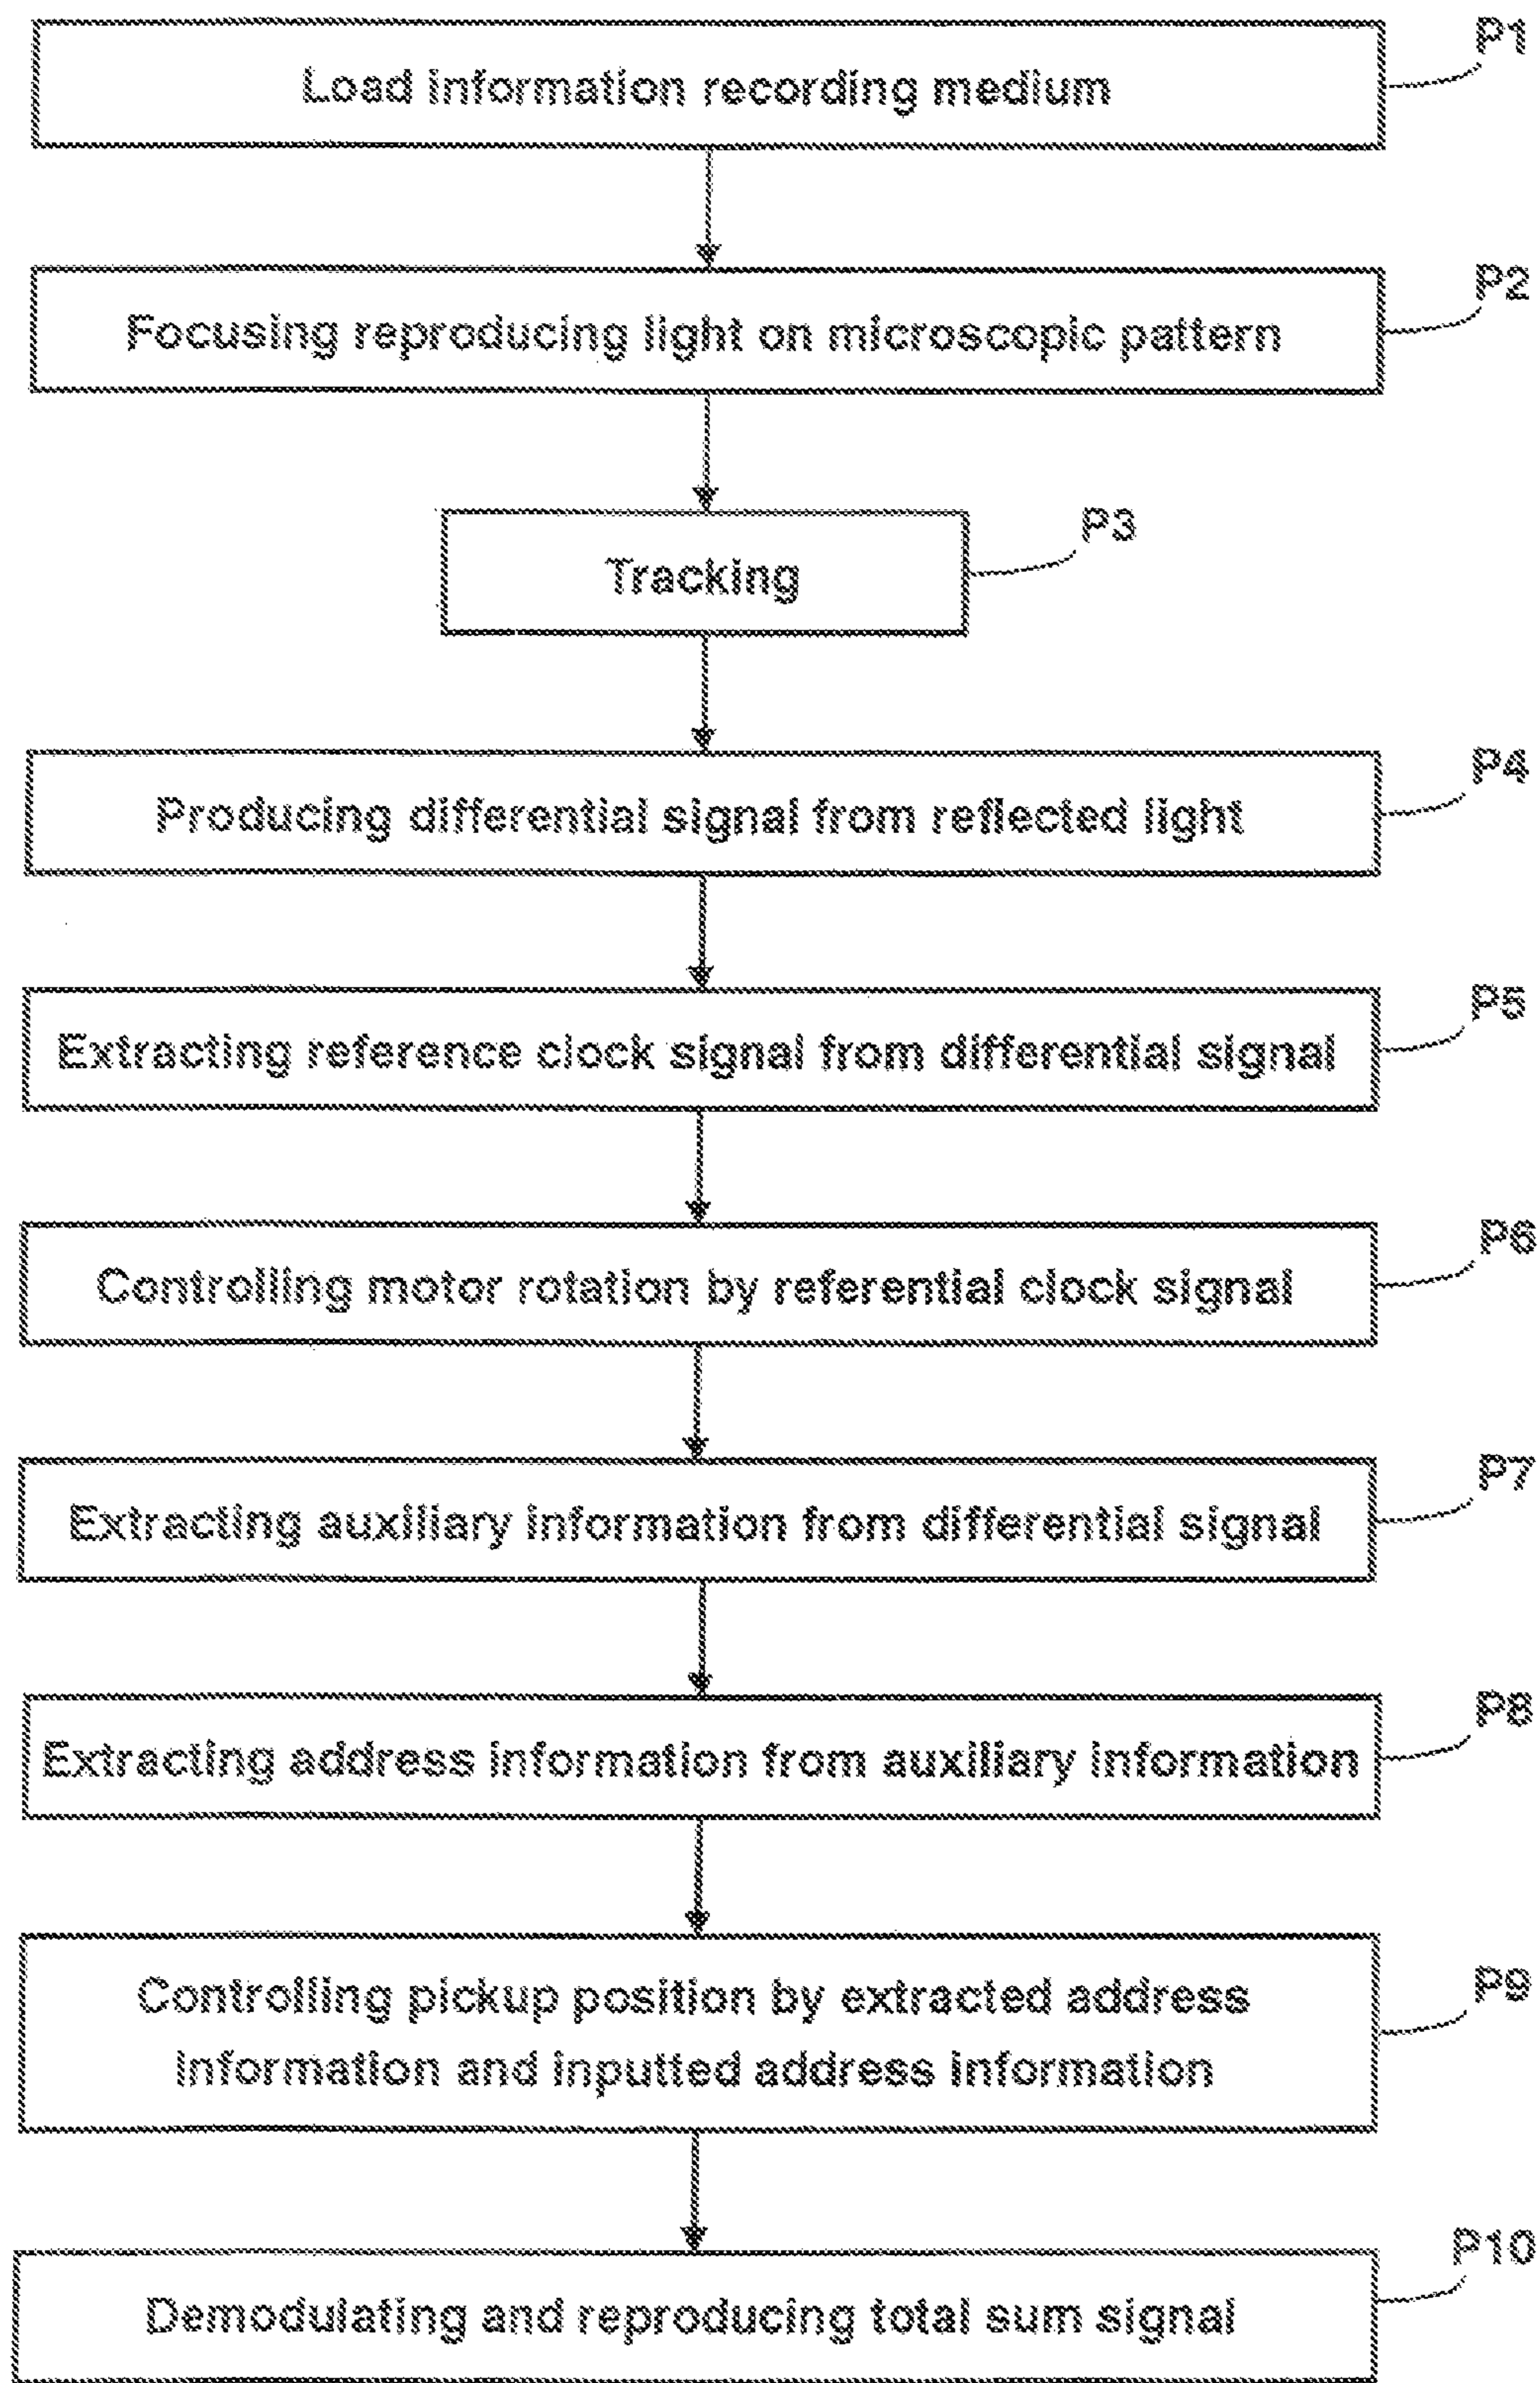 P1
Load information recording medium
P2
Focusing reproducing light on microscopic pattern
P3
Tracking
P4
Producing differential signal from reflected light
P5
Extracting reference clock signal from differential signal
P6
Controlling motor rotation by referential clock signal
P7
Extracting auxiliary information from differential signal
P8
Extracting address information from auxiliary information
P9
Controlling pickup position by extracted address
information and inputted address information
P10
Demodulating and reproducing total sum signal